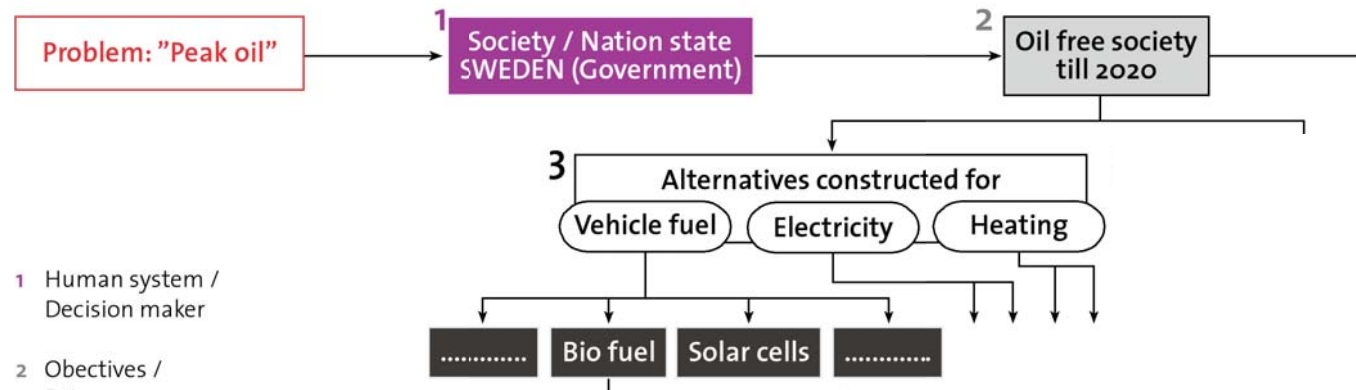 Problem: ”Peak oil”
1
Society / Nation state
SWEDEN (Government)
2
Oil free society
till 2020
3
Alternatives constructed for
Vehicle fuel
Electricity
Heating
1 Human system /
Decision maker
.............
Bio fuel
Solar cells
.............
2 Obectives /